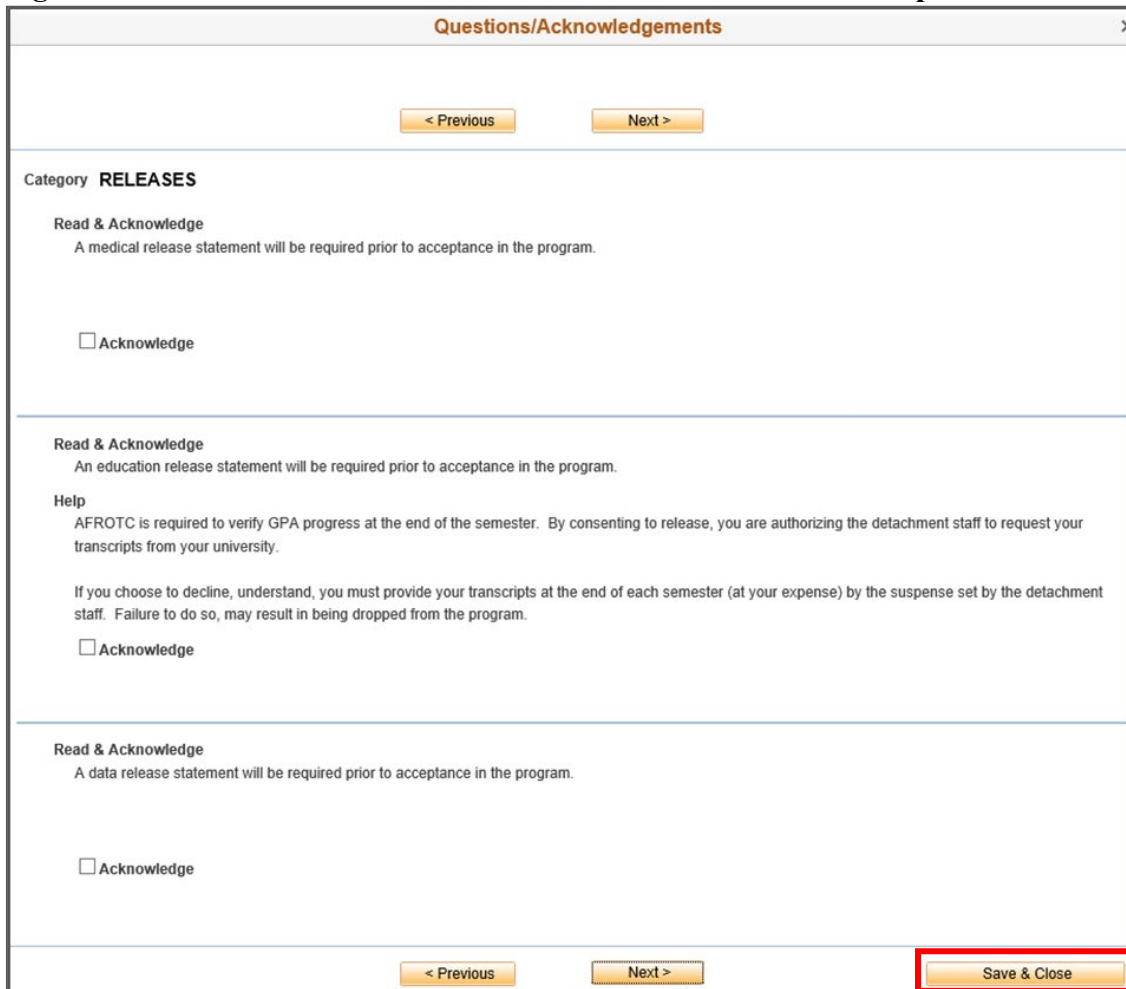 Questions/Acknowledgements
< Previous Next >
Category RELEASES
Read & Acknowledge
A medical release statement will be required prior to acceptance in the program.
Acknowledge
Read & Acknowledge
An education release statement will be required prior to acceptance in the program.
Help
AFROTC is required to verify GPA progress at the end of the semester. By consenting to release, you are authorizing the detachment staff to request your
transcripts from your university.
If you choose to decline, understand, you must provide your transcripts at the end of each semester (at your expense) by the suspense set by the detachment
staff. Failure to do so, may result in being dropped from the program.
Acknowledge
Read & Acknowledge
A data release statement will be required prior to acceptance in the program.
Acknowledge
< Previous Next > Save & Close